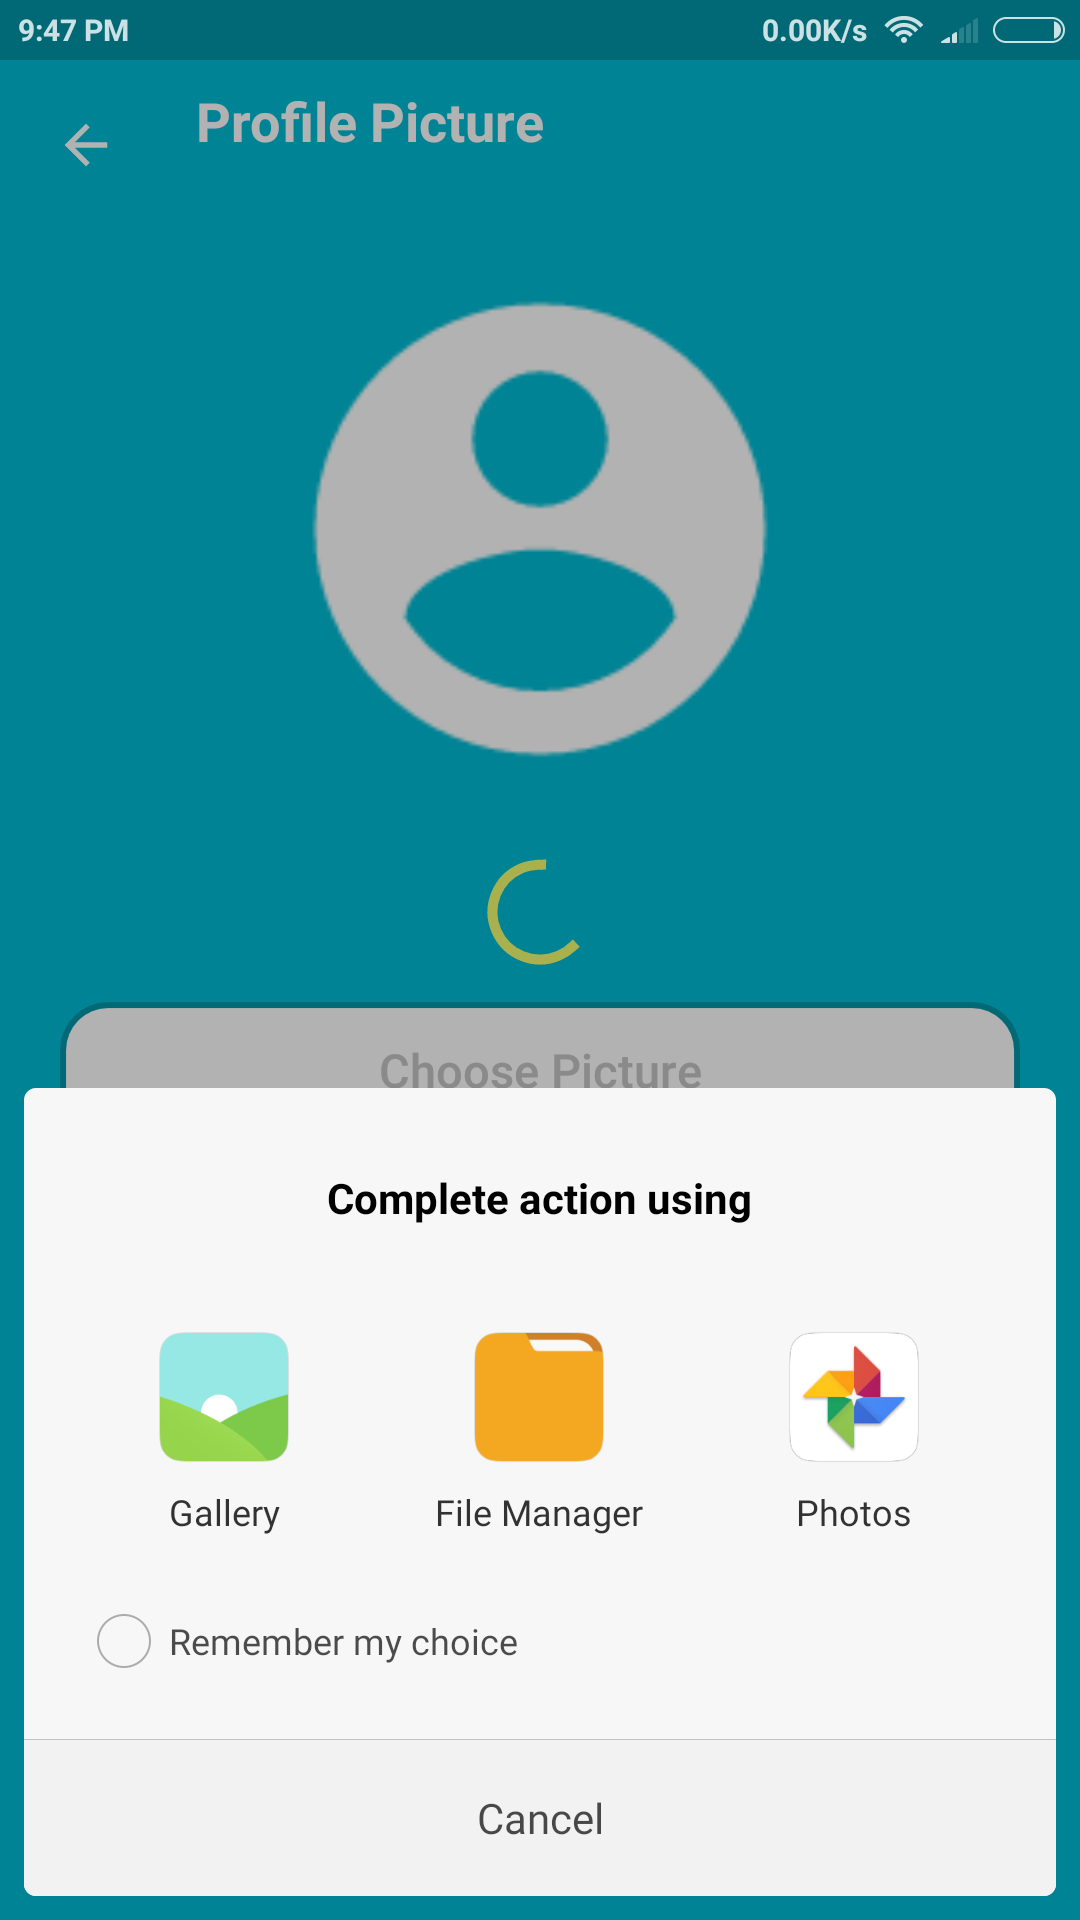 9:47 PM 0.00K/s
Profile Picture
Choose Picture
Complete action using
Gallery File Manager Photos
Remember my choice
Cancel